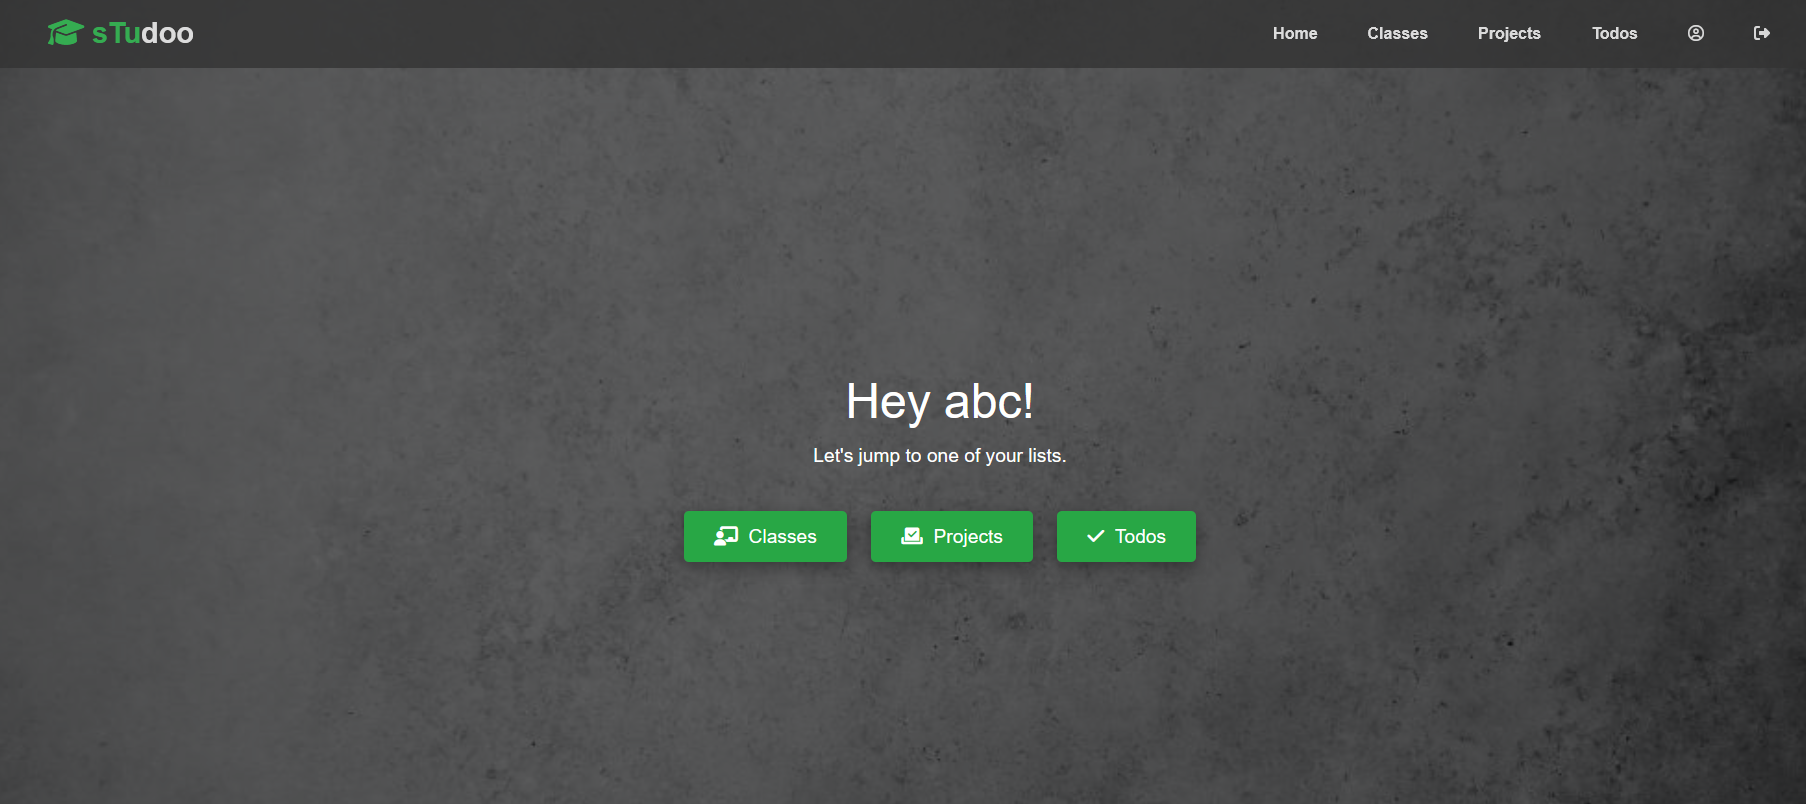 sTudoo
Home Classes Projects Todos
Hey abc!
Let's jump to one of your lists.
Classes Projects Todos